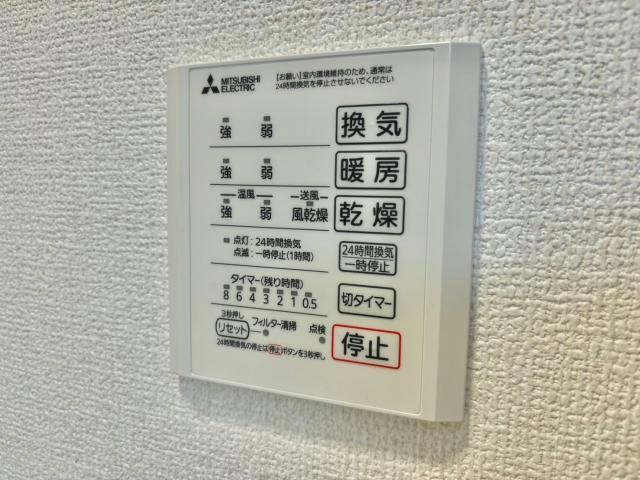 MITSUBISHI ELECTRIC
【お願い】室内環境維持のため、通常は
24時間換気を停止させないでください
強 弱 換気
強 弱 暖房
温風 送風
強 弱 風乾燥 乾燥
点灯:24時間換気
点滅:一時停止(1時間)
24時間換気
一時停止
タイマー(残り時間)
8 6 4 3 2 1 0.5
切タイマー
3秒押し
リセット フィルター清掃 点検
24時間換気の停止は停止ボタンを3秒押し
停止